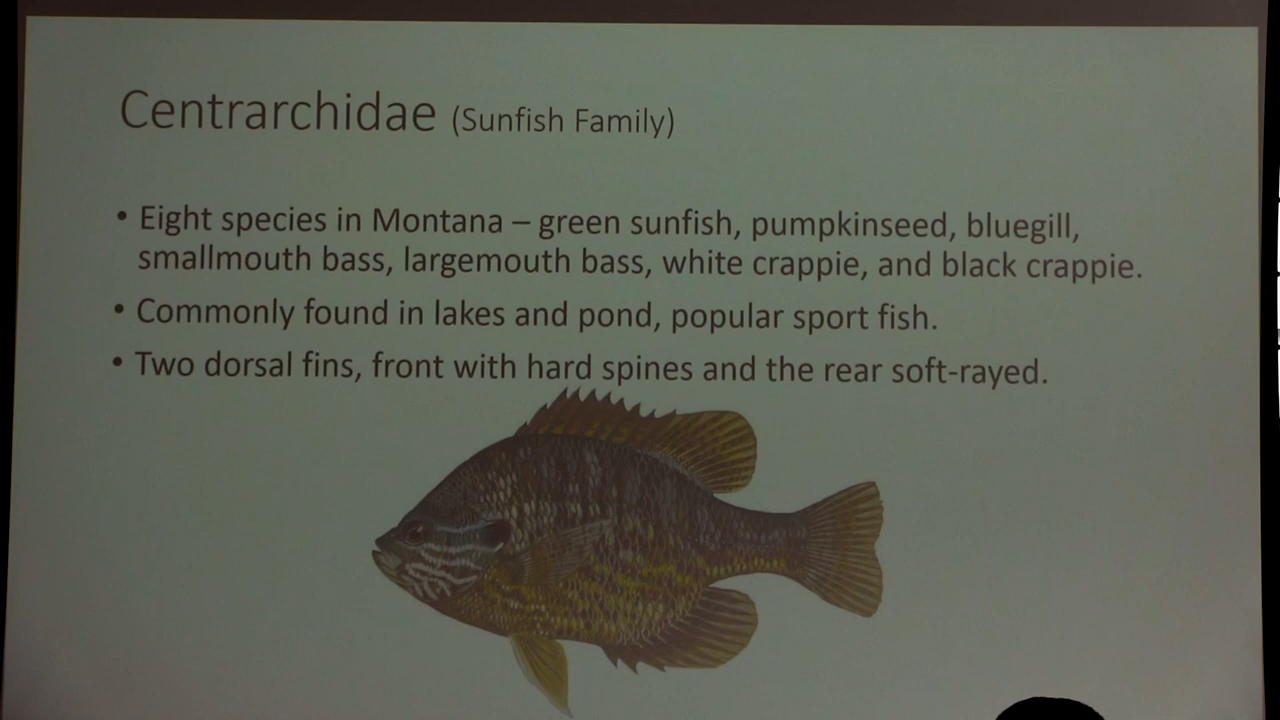 Centrarchidae (Sunfish Family)
• Eight species in Montana – green sunfish, pumpkinseed, bluegill,
smallmouth bass, largemouth bass, white crappie, and black crappie.
• Commonly found in lakes and pond, popular sport fish.
• Two dorsal fins, front with hard spines and the rear soft-rayed.